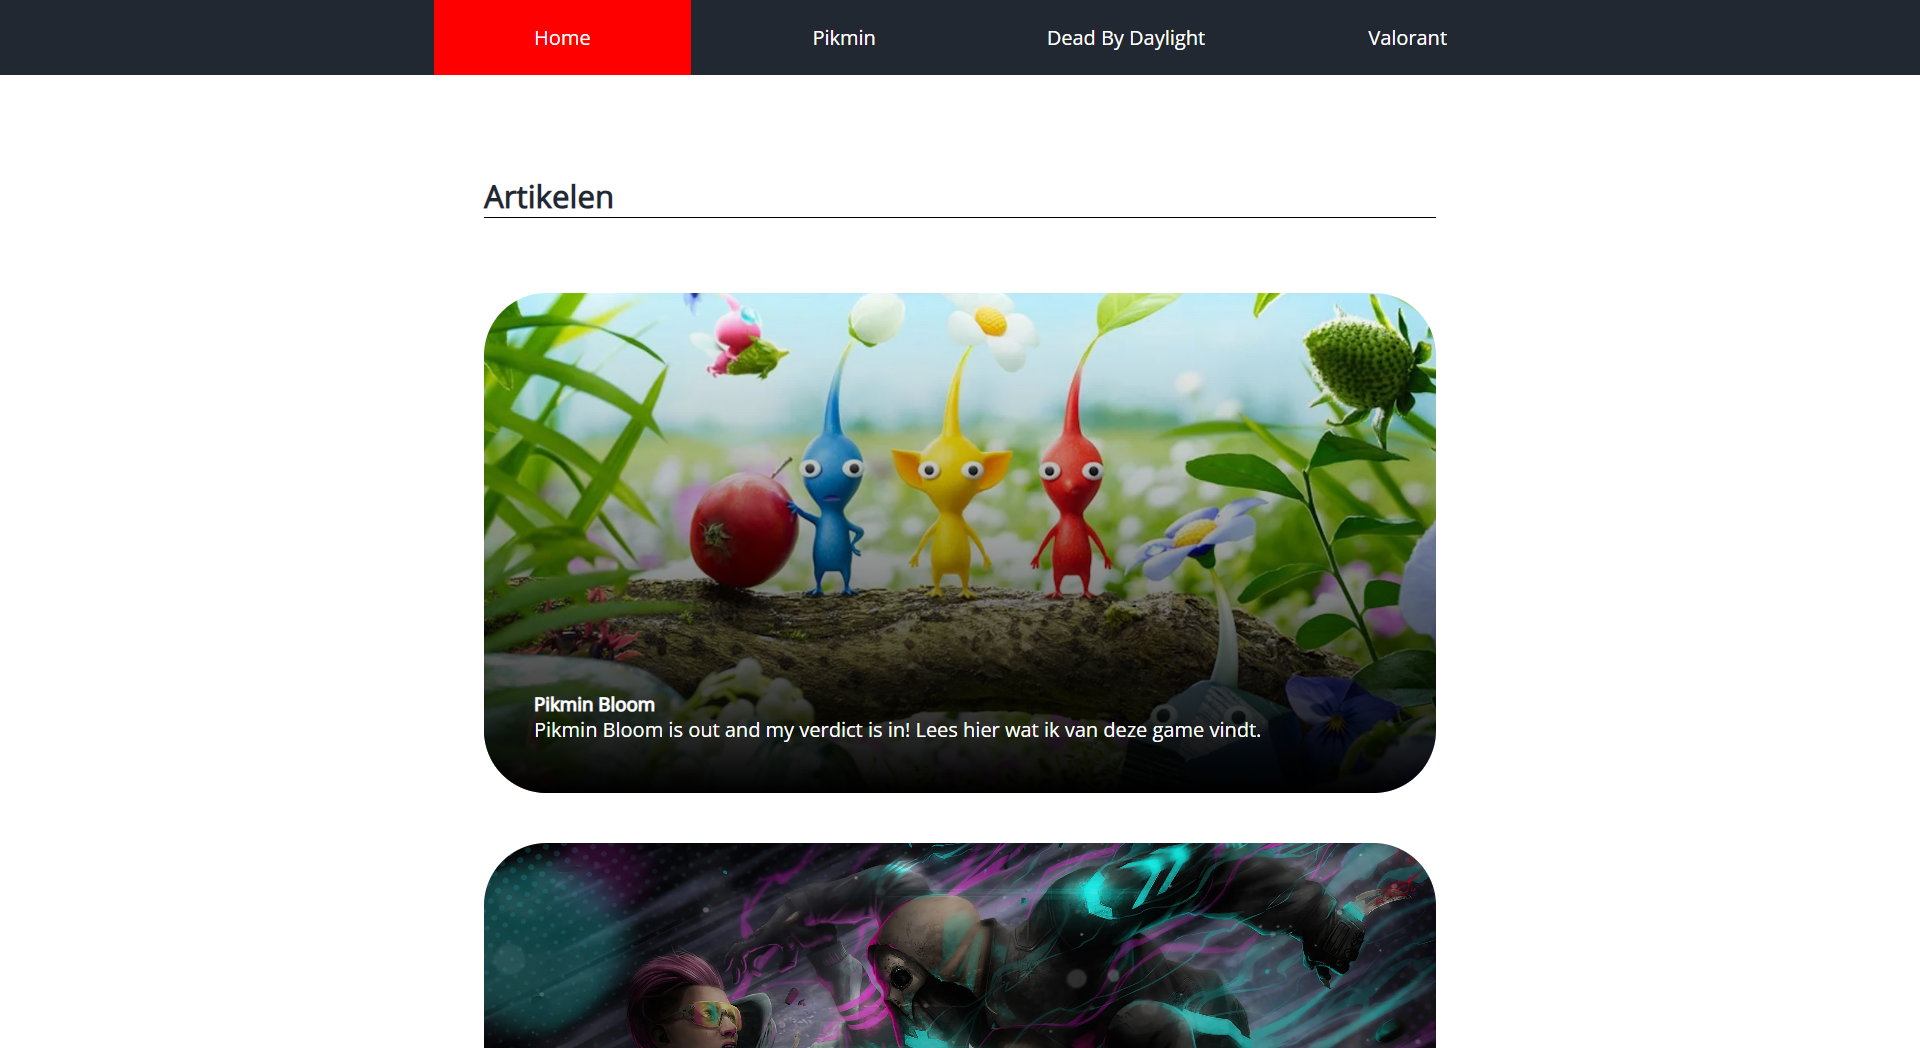 Home
Pikmin
Dead By Daylight
Valorant
Artikelen
Pikmin Bloom
Pikmin Bloom is out and my verdict is in! Lees hier wat ik van deze game vindt.